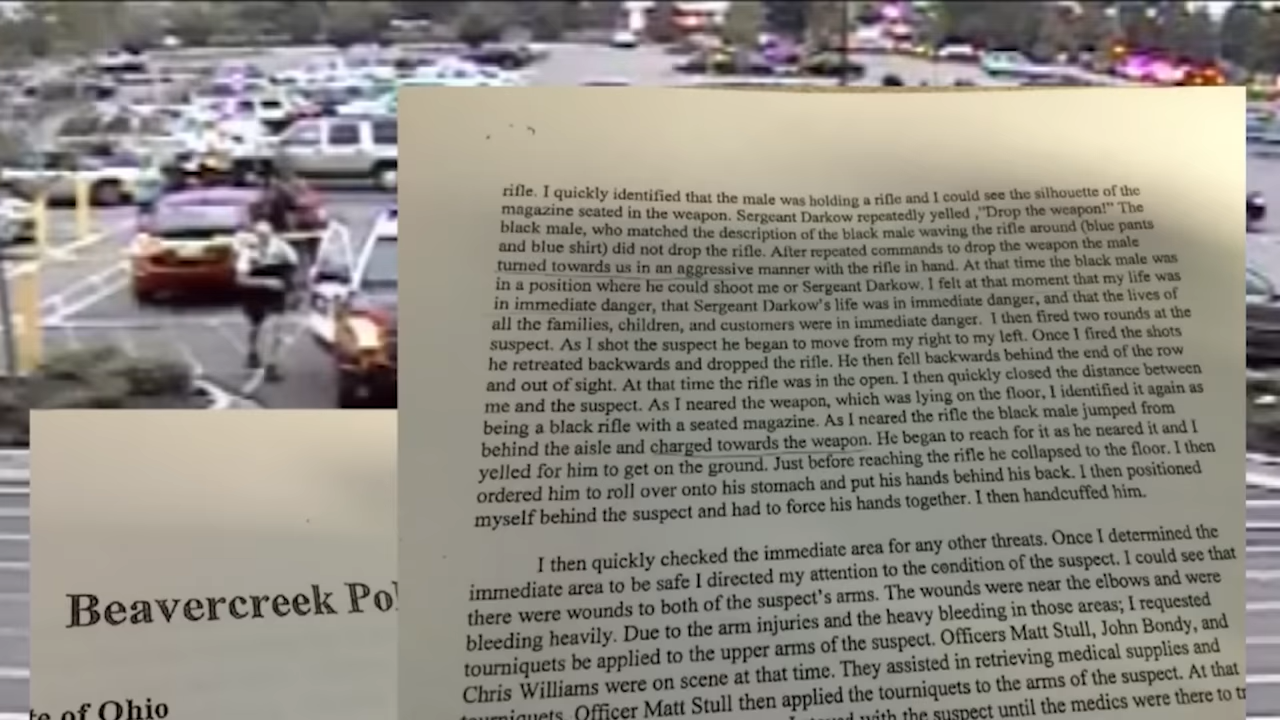 rifle. I quickly identified that the male was holding a rifle and I could see the silhouette of the
magazine seated in the weapon. Sergeant Darkow repeatedly yelled ,"Drop the weapon!" The
black male, who matched the description of the black male waving the rifle around (blue pants
and blue shirt) did not drop the rifle. After repeated commands to drop the weapon the male
turned towards us in an aggressive manner with the rifle in hand. At that time the black male was
in a position where he could shoot me or Sergeant Darkow. I felt at that moment that my life was
in immediate danger, that Sergeant Darkow's life was in immediate danger, and that the lives of
all the families, children, and customers were in immediate danger. I then fired two rounds at the
suspect. As I shot the suspect he began to move from my right to my left. Once I fired the shots
he retreated backwards and dropped the rifle. He then fell backwards behind the end of the row
and out of sight. At that time the rifle was in the open. I then quickly closed the distance between
me and the suspect. As I neared the weapon, which was lying on the floor, I identified it again as
being a black rifle with a seated magazine. As I neared the rifle the black male jumped from
behind the aisle and charged towards the weapon. He began to reach for it as he neared it and I
yelled for him to get on the ground. Just before reaching the rifle he collapsed to the floor. I then
ordered him to roll over onto his stomach and put his hands behind his back. I then positioned
myself behind the suspect and had to force his hands together. I then handcuffed him.
I then quickly checked the immediate area for any other threats. Once I determined the
immediate area to be safe I directed my attention to the condition of the suspect. I could see that
there were wounds to both of the suspect's arms. The wounds were near the elbows and were
bleeding heavily. Due to the arm injuries and the heavy bleeding in those areas; I requested
tourniquets be applied to the upper arms of the suspect. Officers Matt Stull, John Bondy, and
Chris Williams were on scene at that time. They assisted in retrieving medical supplies and
tourniquets. Officer Matt Stull then applied the tourniquets to the arms of the suspect. At that
with the suspect until the medics were there to
Beavercreek Po
of Ohio